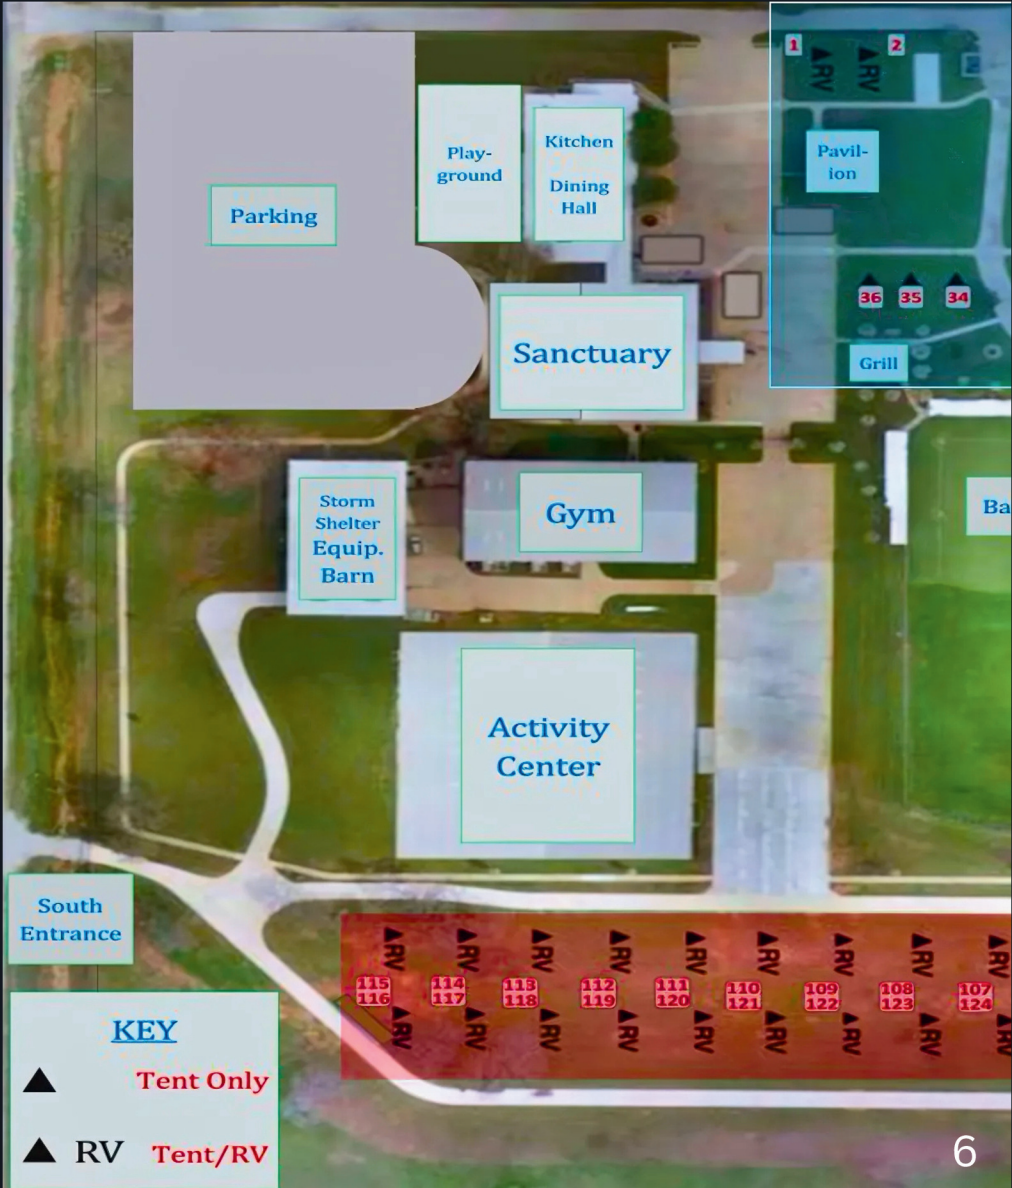 1
2
RV
RV
Pavil-
ion
Play-
ground
Kitchen
Dining
Hall
Parking
36
35
34
Sanctuary
Grill
Storm
Shelter
Equip.
Barn
Gym
Ba
Activity
Center
South
Entrance
RV
RV
RV
RV
RV
RV
RV
RV
RV
115
116
114
117
113
118
112
119
111
120
110
121
109
122
108
123
107
124
RV
RV
RV
RV
RV
RV
RV
RV
RV
KEY
Tent Only
RV Tent/RV
6